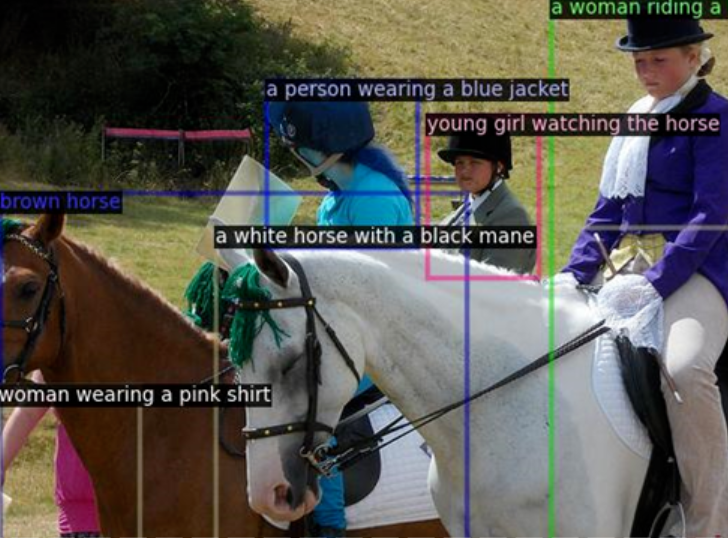 a woman riding a
a person wearing a blue jacket
young girl watching the horse
brown horse
a white horse with a black mane
woman wearing a pink shirt